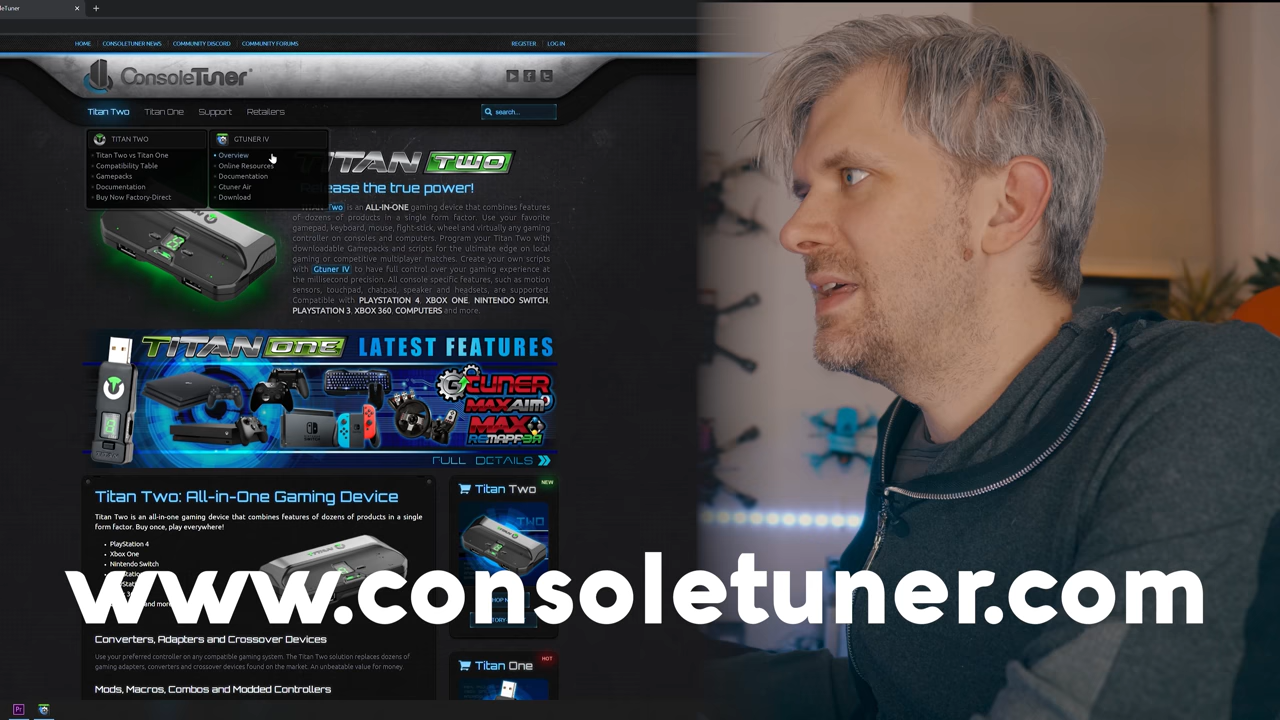 HOME
CONSOLETUNER NEWS
COMMUNITY DISCORD
COMMUNITY FORUMS
REGISTER
LOG IN
CONSOLETUNER
Titan Two
Titan One
Support
Retailers
search...
TITAN TWO
GTUNER IV
Titan Two vs Titan One
Compatibility Table
Gamepacks
Documentation
Buy Now Factory-Direct
Overview
Online Resources
Documentation
Gtuner Air
Download
TITAN TWO
Release the true power!
Two is an ALL-IN-ONE gaming device that combines features
of dozens of products in a single form factor. Use your favorite
gamepad, keyboard, mouse, fight-stick, wheel and virtually any gaming
controller on consoles and computers. Program your Titan Two with
downloadable Gamepacks and scripts for the ultimate edge on local
gaming or competitive multiplayer matches. Create your own scripts
with Gtuner IV to have full control over your gaming experience at
the millisecond precision. All console specific features, such as motion
sensors, touchpad, chatpad, speaker and headsets, are supported.
Compatible with PLAYSTATION 4, XBOX ONE, NINTENDO SWITCH,
PLAYSTATION 3, XBOX 360, COMPUTERS and more.
TITAN ONE LATEST FEATURES
GTUNER
MAXAIM
MAX
REMAPPER
FULL DETAILS
Titan Two: All-in-One Gaming Device
Titan Two is an all-in-one gaming device that combines features of dozens of products in a single
form factor. Buy once, play everywhere!
PlayStation 4
Xbox One
Nintendo Switch
and more
Titan Two
NEW
TWO
www.consoletuner.com
Converters, Adapters and Crossover Devices
Use your preferred controller on any compatible gaming system. The Titan Two solution replaces dozens of
gaming adapters, converters and crossover devices found on the market. An unbeatable value for money.
Mods, Macros, Combos and Modded Controllers
Titan One
HOT
Pr